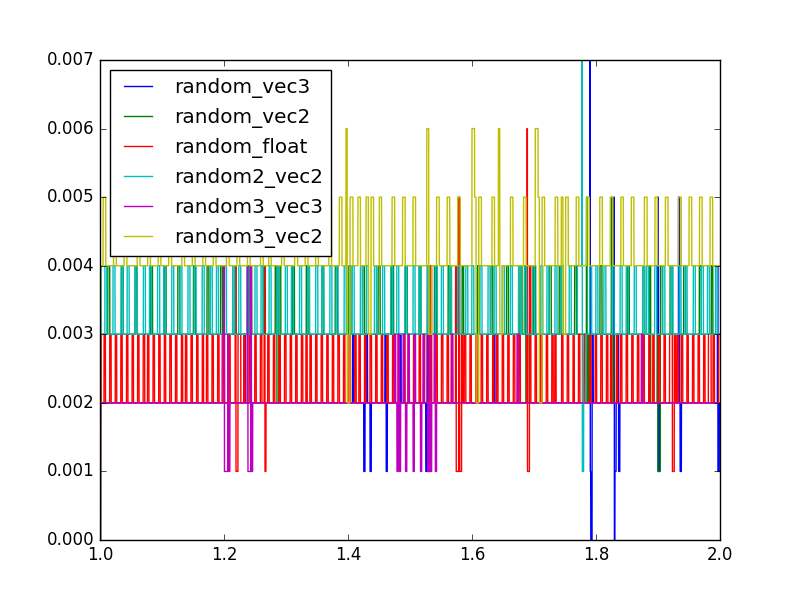 0.007
0.006
0.005
0.004
0.003
0.002
0.001
0.000
random_vec3
random_vec2
random_float
random2_vec2
random3_vec3
random3_vec2
1.0 1.2 1.4 1.6 1.8 2.0